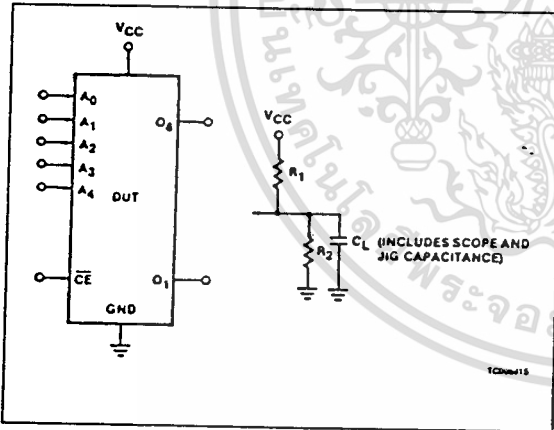 VCC
A0
A1
A2
A3
A4
DUT
O1
CE
GND
VCC
R1
R2
CL (INCLUDES SCOPE AND
JIG CAPACITANCE)